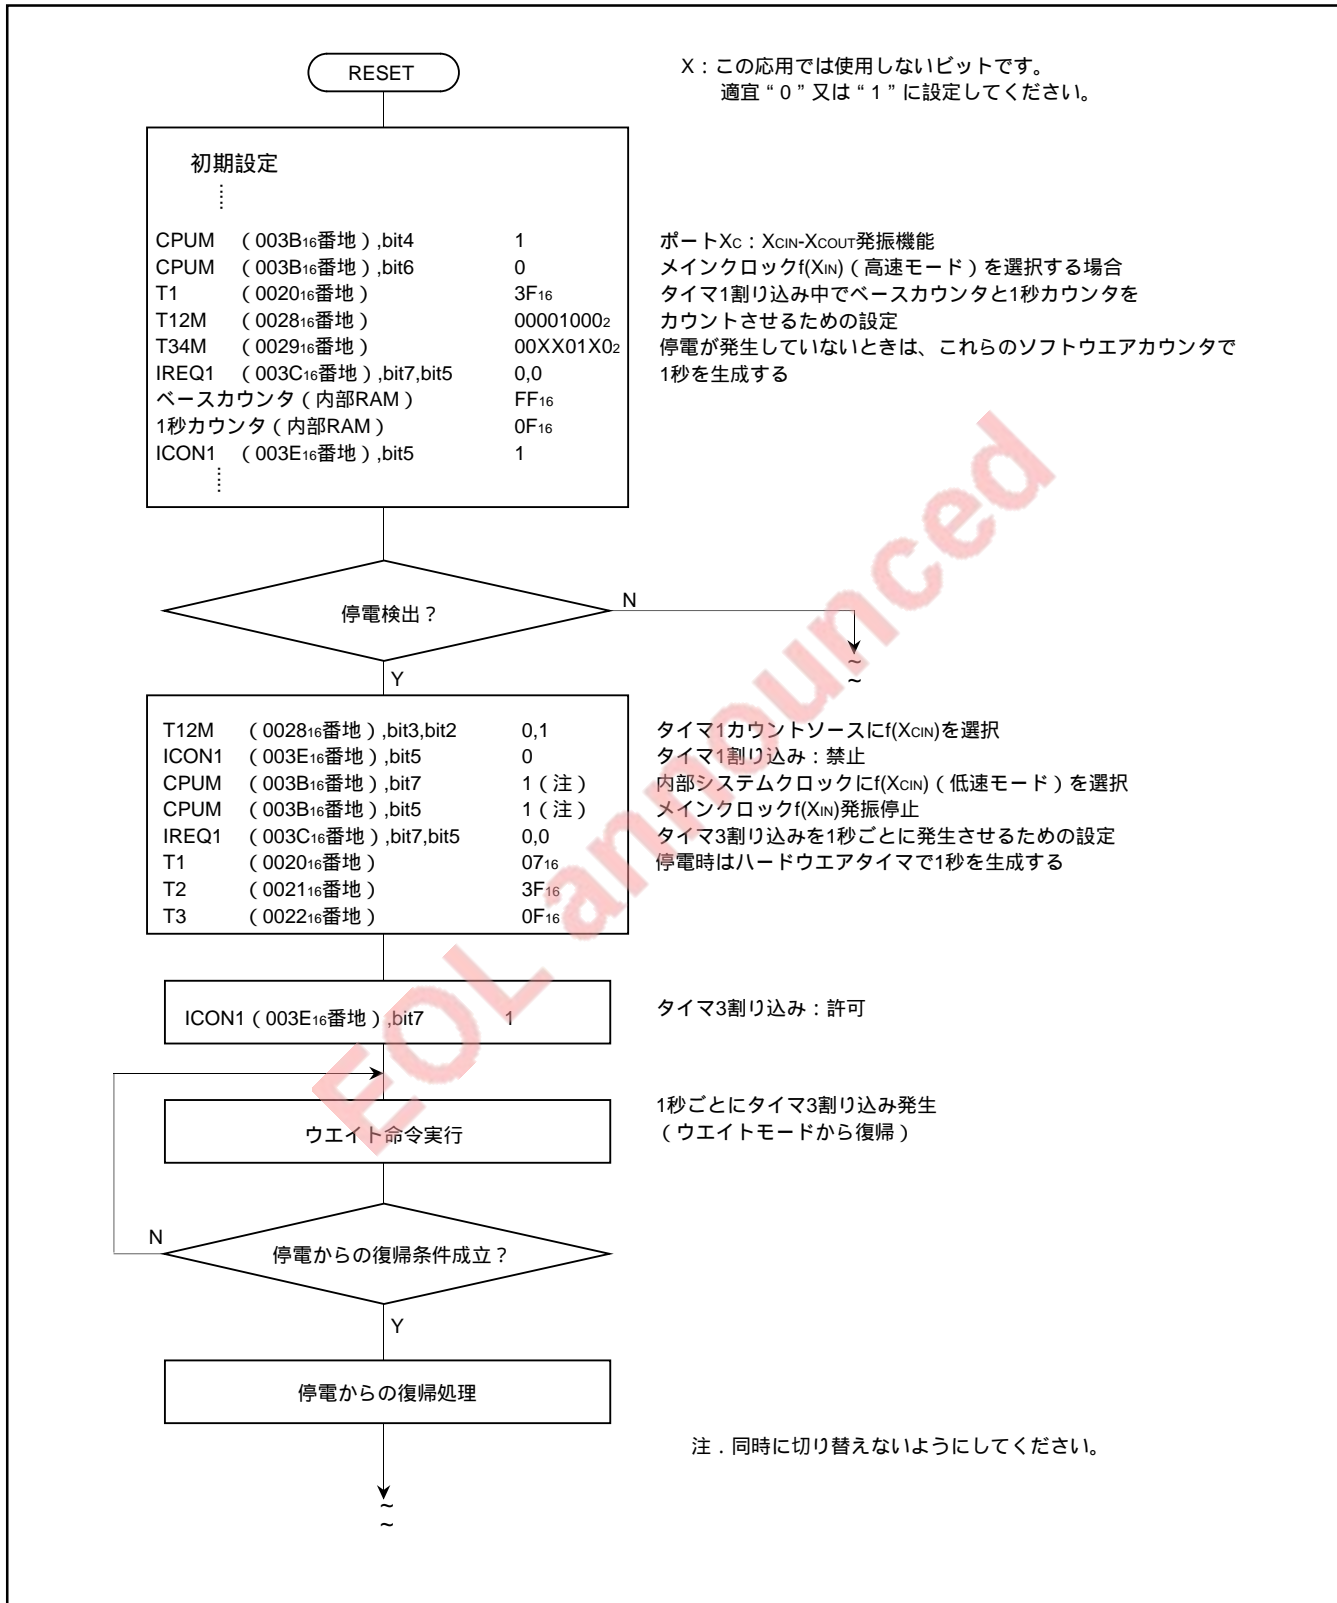 RESET
X：この応用では使用しないビットです。
適宜“０”又は“１”に設定してください。
初期設定
CPUM （003B16番地）,bit4 1 ポートXC：XCIN-XCOUT発振機能
CPUM （003B16番地）,bit6 0 メインクロックf(XIN)（高速モード）を選択する場合
T1 （002016番地） 3F16 タイマ1割り込み中でベースカウンタと1秒カウンタを
T12M （002816番地） 000010002 カウントさせるための設定
T34M （002916番地） 00XX01X02 停電が発生していないときは、これらのソフトウエアカウンタで
IREQ1 （003C16番地）,bit7,bit5 0,0 1秒を生成する
ベースカウンタ（内部RAM） FF16
1秒カウンタ（内部RAM） 0F16
ICON1 （003E16番地）,bit5 1
停電検出？
N
~
~
Y
T12M （002816番地）,bit3,bit2 0,1 タイマ1カウントソースにf(XCIN)を選択
ICON1 （003E16番地）,bit5 0 タイマ1割り込み：禁止
CPUM （003B16番地）,bit7 1（注） 内部システムクロックにf(XCIN)（低速モード）を選択
CPUM （003B16番地）,bit5 1（注） メインクロックf(XIN)発振停止
IREQ1 （003C16番地）,bit7,bit5 0,0 タイマ3割り込みを1秒ごとに発生させるための設定
T1 （002016番地） 0716 停電時はハードウエアタイマで1秒を生成する
T2 （002116番地） 3F16
T3 （002216番地） 0F16
ICON1（003E16番地）,bit7 1 タイマ3割り込み：許可
1秒ごとにタイマ3割り込み発生
（ウエイトモードから復帰）
ウエイト命令実行
N
停電からの復帰条件成立？
Y
停電からの復帰処理
注．同時に切り替えないようにしてください。
~
~
EOL announced